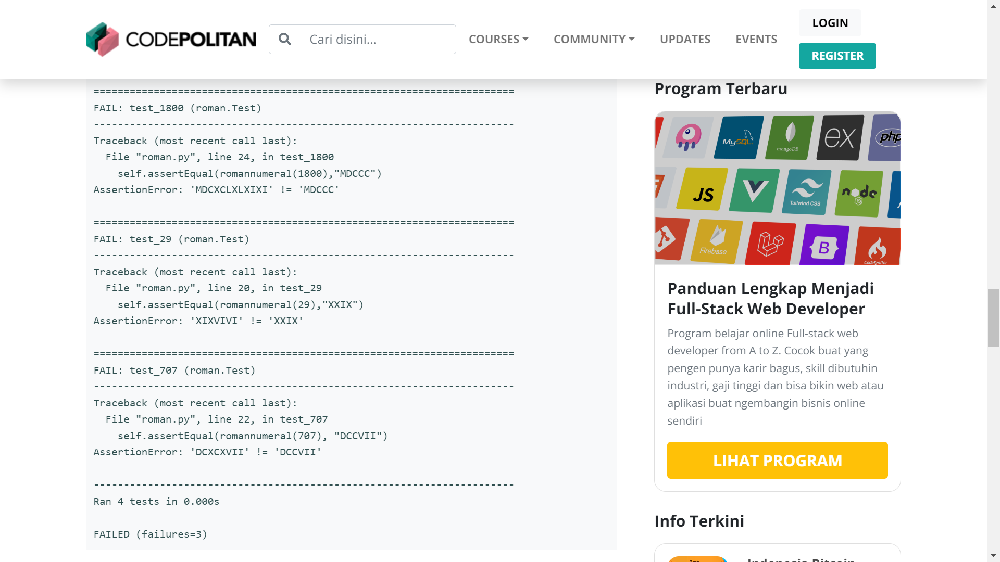 CODEPOLITAN
Cari disini...
COURSES
COMMUNITY
UPDATES
EVENTS
LOGIN
REGISTER
======================================================================
FAIL: test_1800 (roman.Test)
----------------------------------------------------------------------
Traceback (most recent call last):
  File "roman.py", line 24, in test_1800
    self.assertEqual(romannumeral(1800),"MDCCC")
AssertionError: 'MDCXCLXLXIXI' != 'MDCCC'
======================================================================
FAIL: test_29 (roman.Test)
----------------------------------------------------------------------
Traceback (most recent call last):
  File "roman.py", line 20, in test_29
    self.assertEqual(romannumeral(29),"XXIX")
AssertionError: 'XIXVIVI' != 'XXIX'
======================================================================
FAIL: test_707 (roman.Test)
----------------------------------------------------------------------
Traceback (most recent call last):
  File "roman.py", line 22, in test_707
    self.assertEqual(romannumeral(707), "DCCVII")
AssertionError: 'DCXCXVII' != 'DCCVII'
----------------------------------------------------------------------
Ran 4 tests in 0.000s
FAILED (failures=3)
Program Terbaru
MySQL
mongoDB
ex
php
JS
Tailwind CSS
node
JS
Firebase
B
CodeIgniter
Panduan Lengkap Menjadi
Full-Stack Web Developer
Program belajar online Full-stack web
developer from A to Z. Cocok buat yang
pengen punya karir bagus, skill dibutuhin
industri, gaji tinggi dan bisa bikin web atau
aplikasi buat ngembangin bisnis online
sendiri
LIHAT PROGRAM
Info Terkini
Indonesia Bitcoin